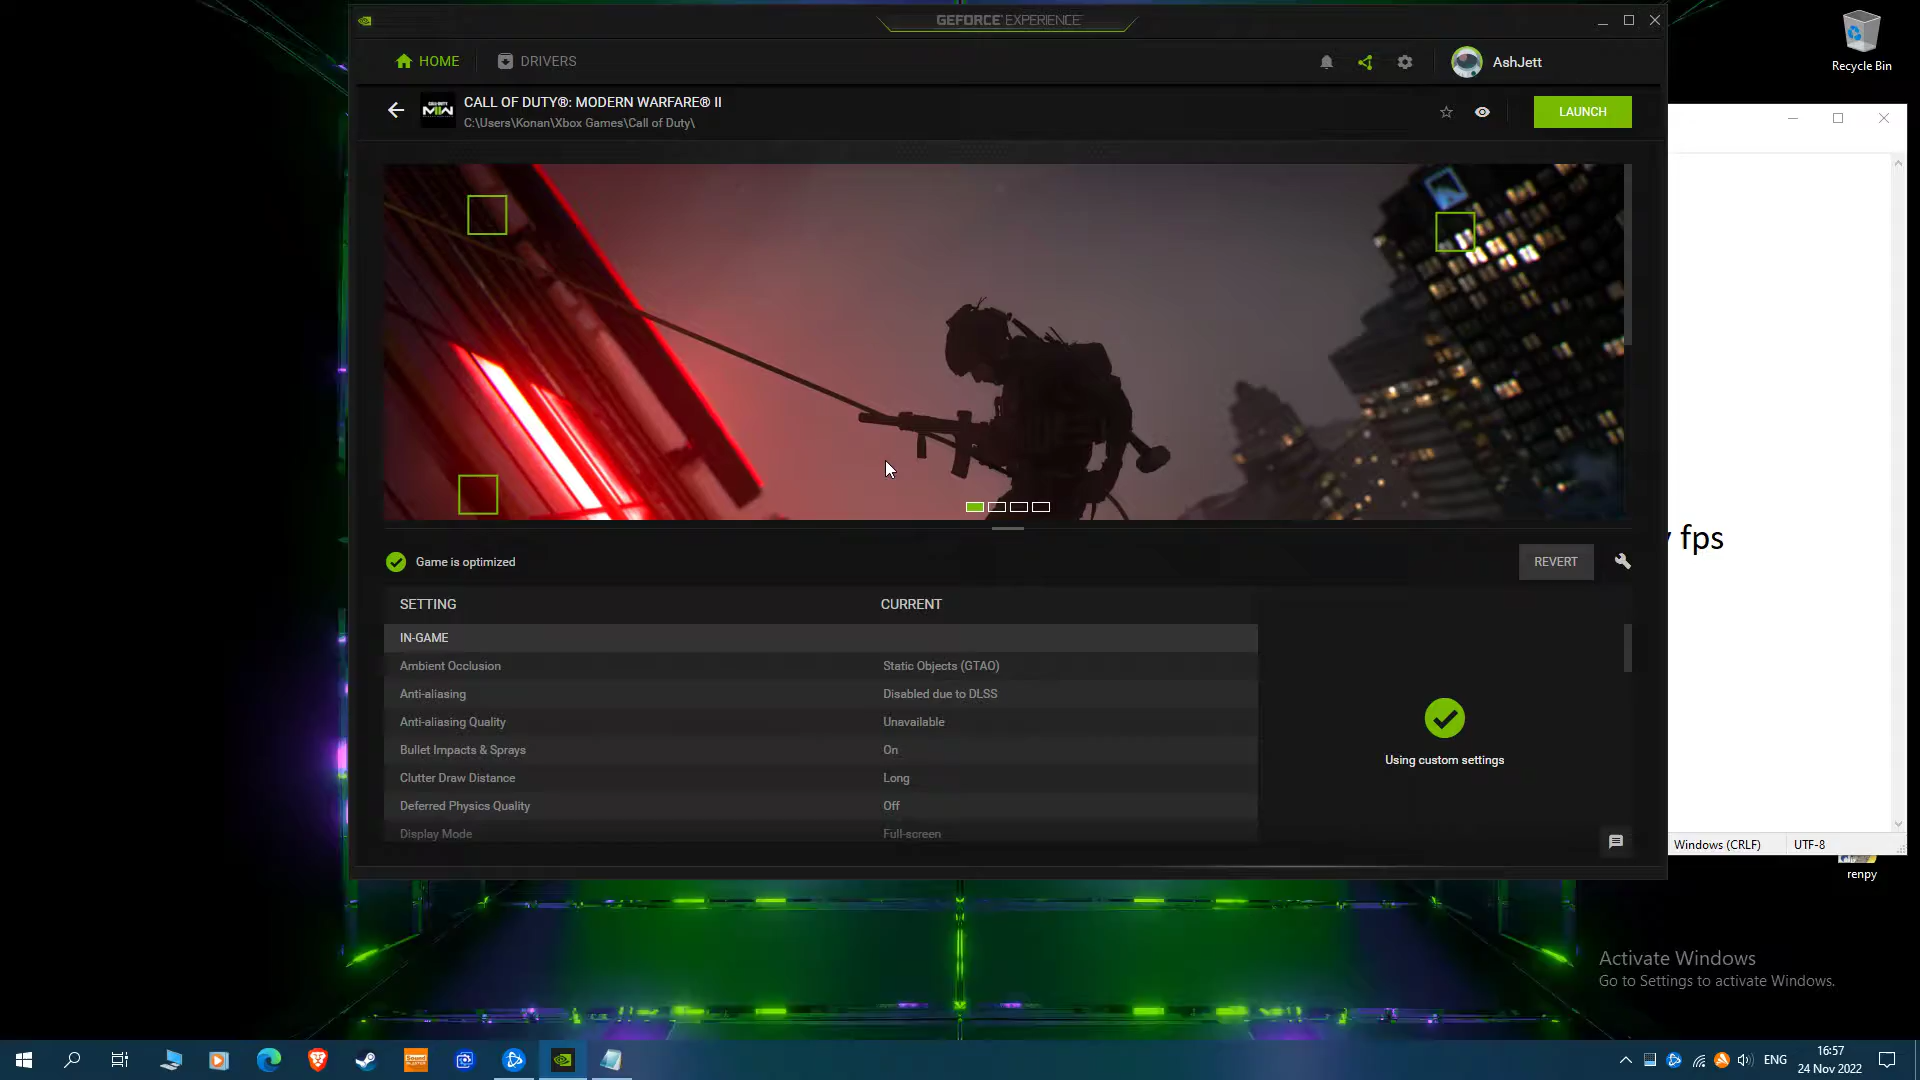 GEFORCE EXPERIENCE
HOME
DRIVERS
AshJett
Recycle Bin
CALL OF DUTY®: MODERN WARFARE® II
C:\Users\Konan\Xbox Games\Call of Duty\
LAUNCH
fps
Game is optimized
REVERT
SETTING
CURRENT
IN-GAME
Ambient Occlusion
Static Objects (GTAO)
Anti-aliasing
Disabled due to DLSS
Anti-aliasing Quality
Unavailable
Bullet Impacts & Sprays
On
Clutter Draw Distance
Long
Deferred Physics Quality
Off
Display Mode
Full-screen
Using custom settings
Windows (CRLF)
UTF-8
renpy
Activate Windows
Go to Settings to activate Windows.
ENG
16:57
24 Nov 2022